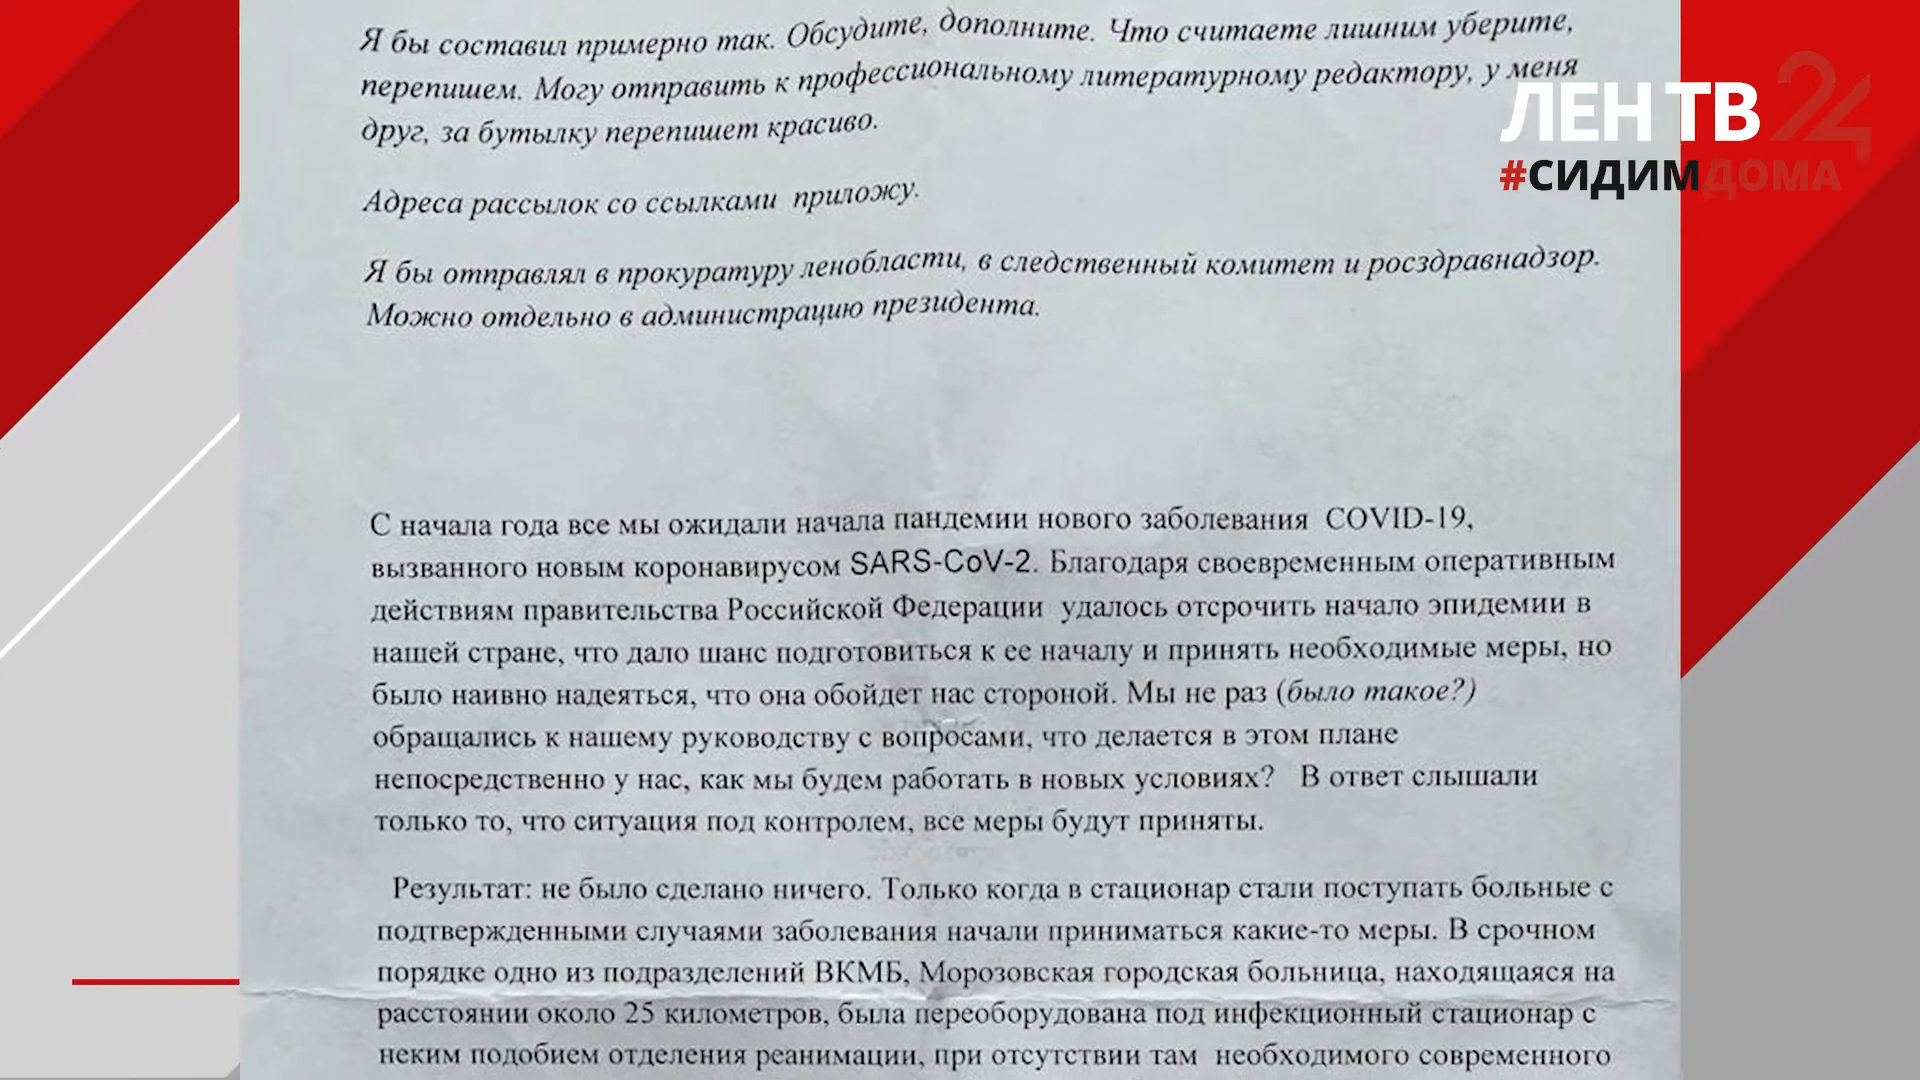 Я бы составил примерно так. Обсудите, дополните. Что считаете лишним уберите,
перепишем. Могу отправить к профессиональному литературному редактору, у меня
друг, за бутылку перепишет красиво.
ЛЕН ТВ 24
#СИДИМДОМА
Адреса рассылок со ссылками приложу.
Я бы отправлял в прокуратуру ленобласти, в следственный комитет и росздравнадзор.
Можно отдельно в администрацию президента.
С начала года все мы ожидали начала пандемии нового заболевания COVID-19,
вызванного новым коронавирусом SARS-CoV-2. Благодаря своевременным оперативным
действиям правительства Российской Федерации удалось отсрочить начало эпидемии в
нашей стране, что дало шанс подготовиться к ее началу и принять необходимые меры, но
было наивно надеяться, что она обойдет нас стороной. Мы не раз (было такое?)
обращались к нашему руководству с вопросами, что делается в этом плане
непосредственно у нас, как мы будем работать в новых условиях? В ответ слышали
только то, что ситуация под контролем, все меры будут приняты.
Результат: не было сделано ничего. Только когда в стационар стали поступать больные с
подтвержденными случаями заболевания начали приниматься какие-то меры. В срочном
порядке одно из подразделений ВКМБ, Морозовская городская больница, находящаяся на
расстоянии около 25 километров, была переоборудована под инфекционный стационар с
неким подобием отделения реанимации, при отсутствии там необходимого современного